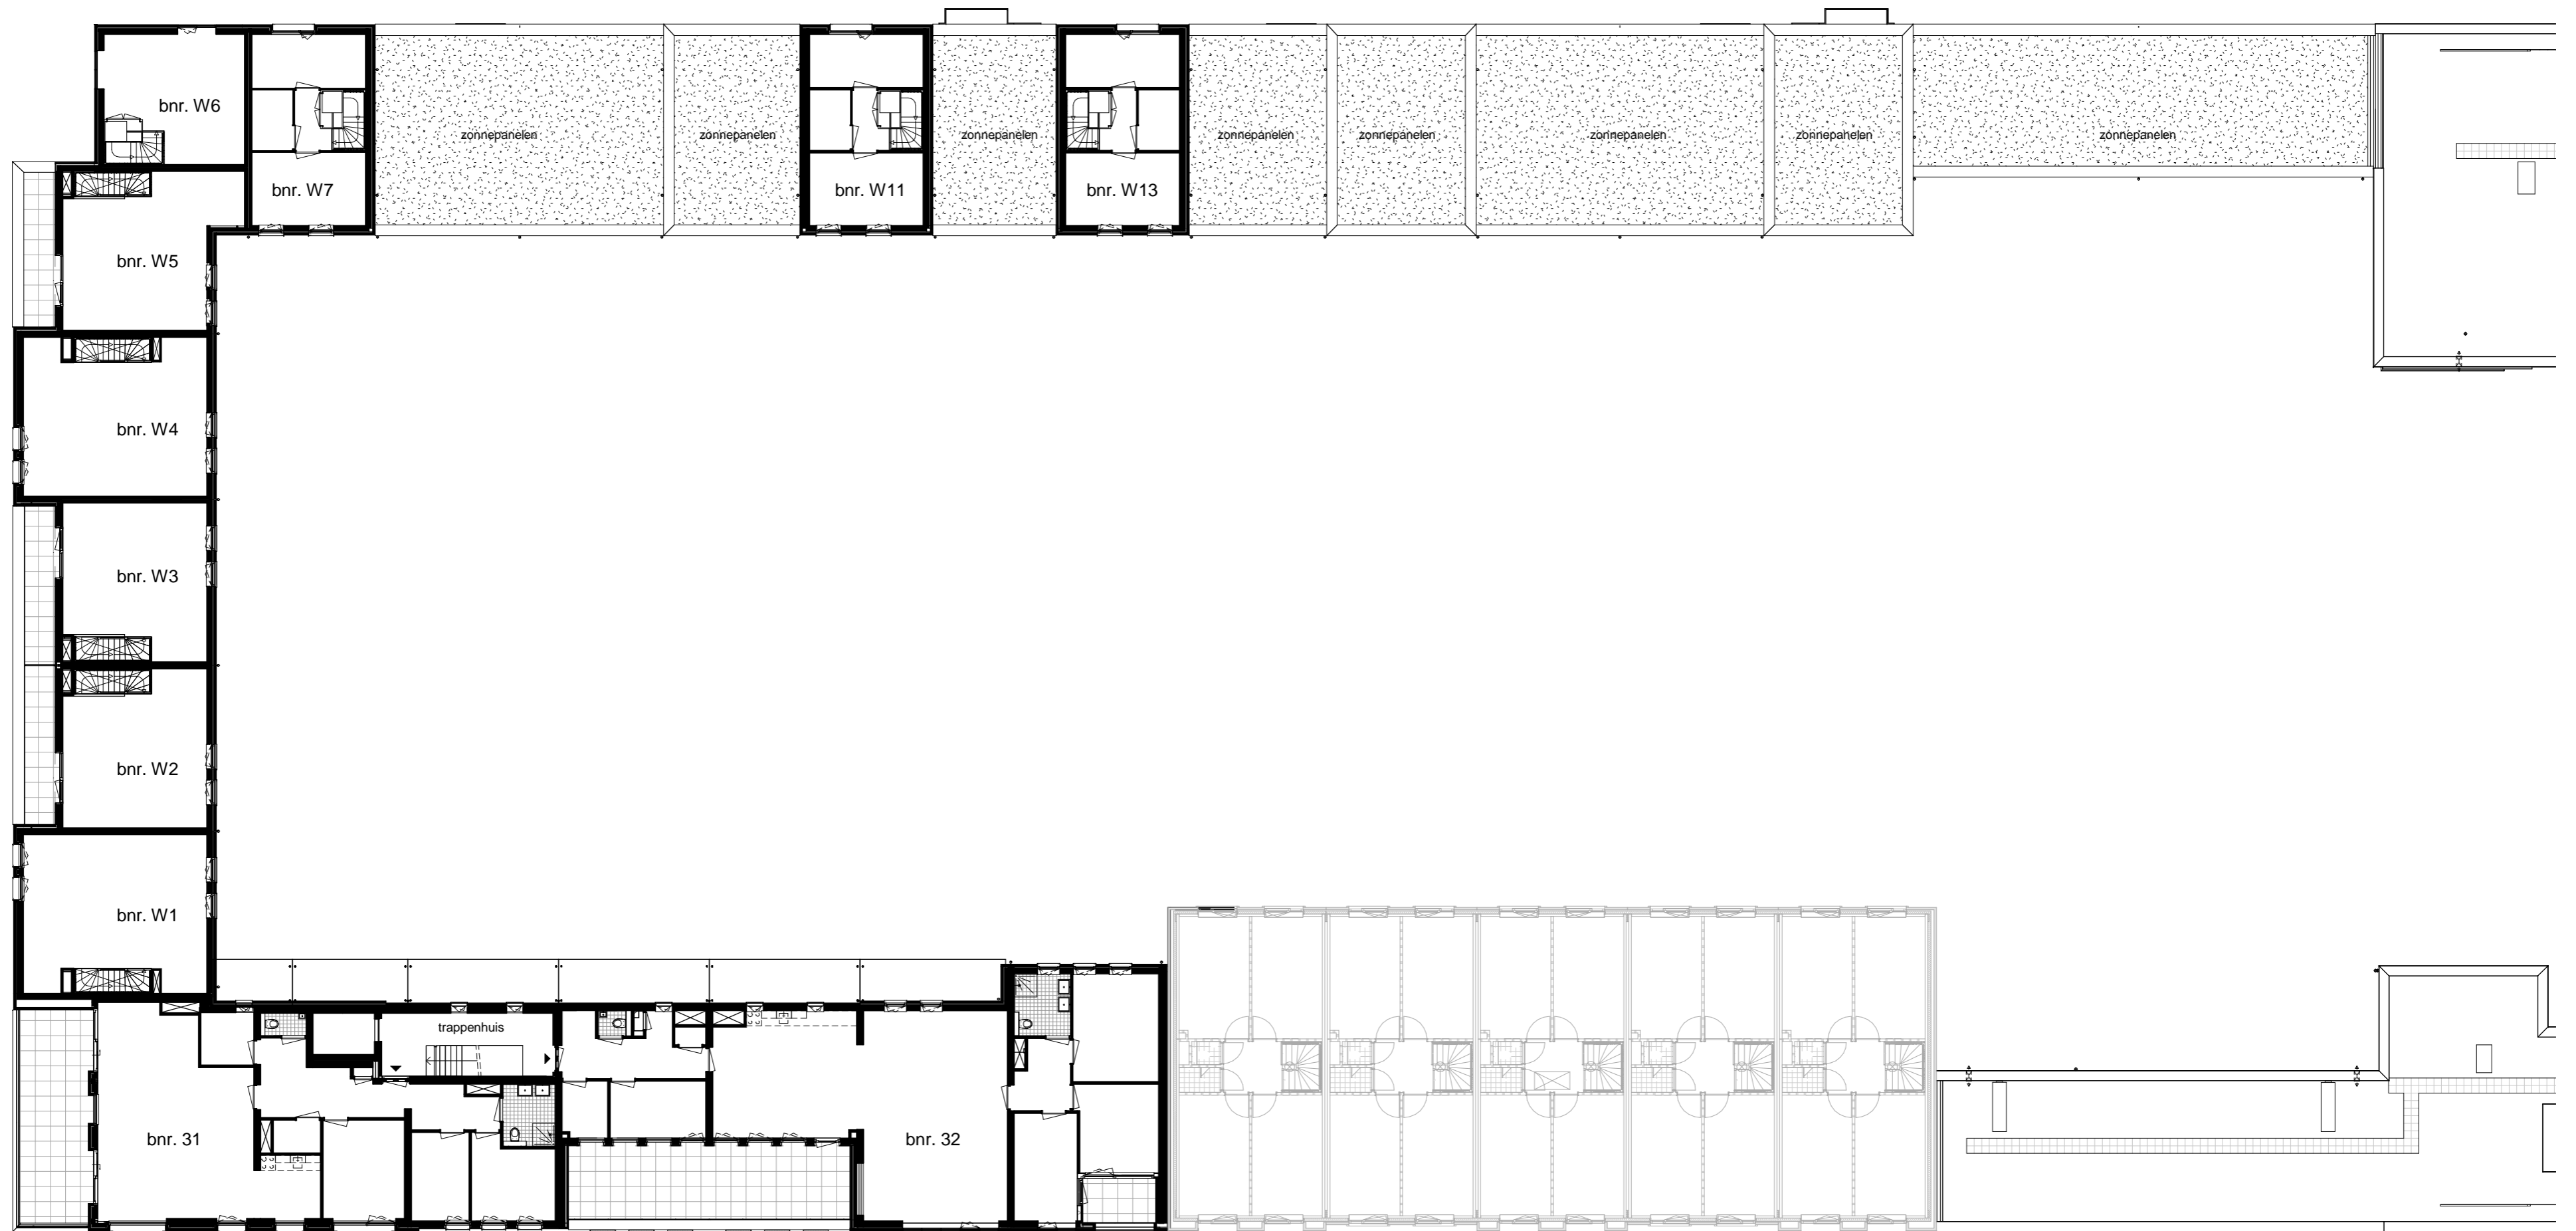 bnr. W6
zonnepanelen
zonnepanelen
zonnepanelen
zonnepanelen
zonnepanelen
zonnepanelen
zonnepanelen
zonnepanelen
bnr. W7
bnr. W11
bnr. W13
bnr. W5
bnr. W4
bnr. W3
bnr. W2
bnr. W1
trappenhuis
bnr. 31
bnr. 32